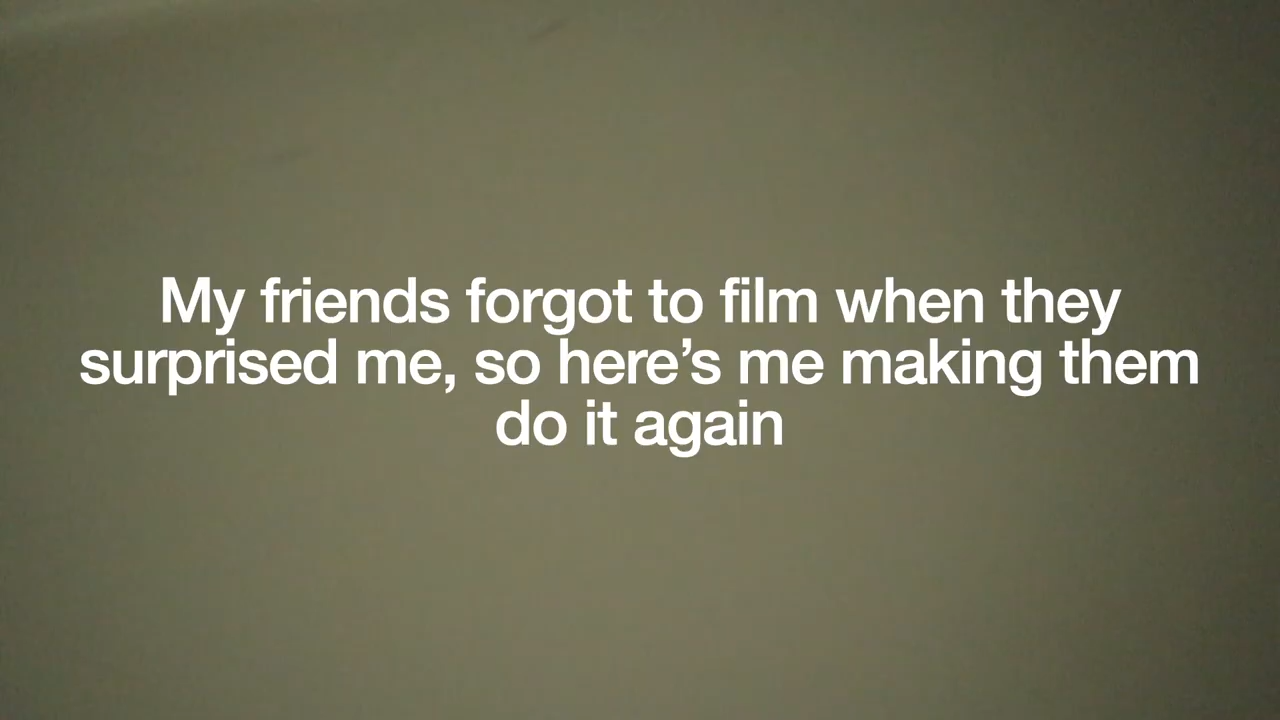 My friends forgot to film when they
surprised me, so here’s me making them
do it again